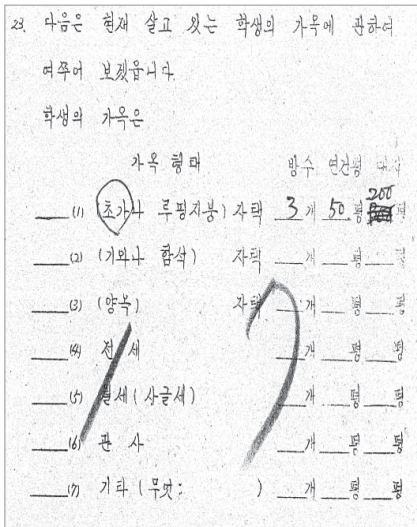 23. 다음은 현재 살고 있는 학생의 가옥에 관하여
여쭈어 보겠읍니다.
학생의 가옥은
가옥 형태 방수 연건평 대지
___(1) (초가나 루핑지붕) 자택 3 개 50 평 200 평
___(2) (기와나 함석) 자택 ___개 ___평 ___평
___(3) (양옥) 자택 ___개 ___평 ___평
___(4) 전세 ___개 ___평 ___평
___(5) 월세 (사글세) ___개 ___평 ___평
___(6) 관사 ___개 ___평 ___평
___(7) 기타 (무엇: ) ___개 ___평 ___평